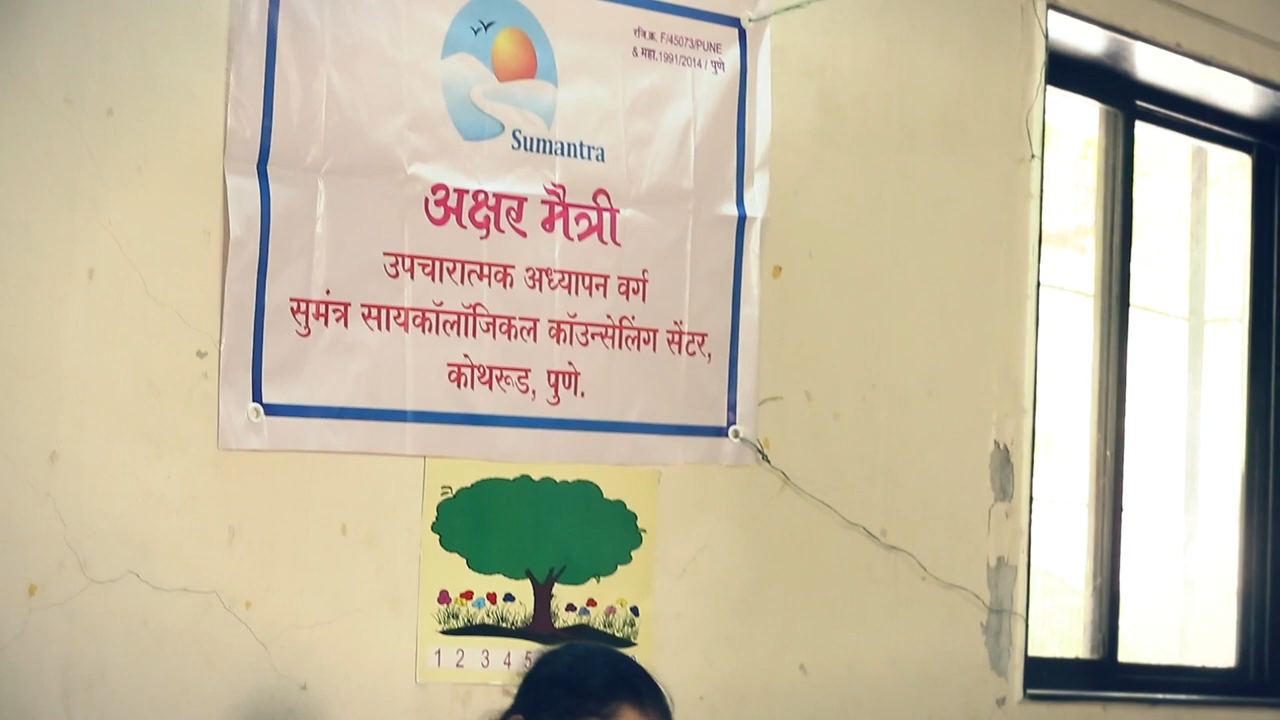 रजि.क्र. F/45073/PUNE
& महा.1991/2014 / पुणे
Sumantra
अक्षर मैत्री
उपचारात्मक अध्यापन वर्ग
सुमंत्र सायकॉलॉजिकल कॉउन्सेलिंग सेंटर,
कोथरूड, पुणे.
1 2 3 4 5